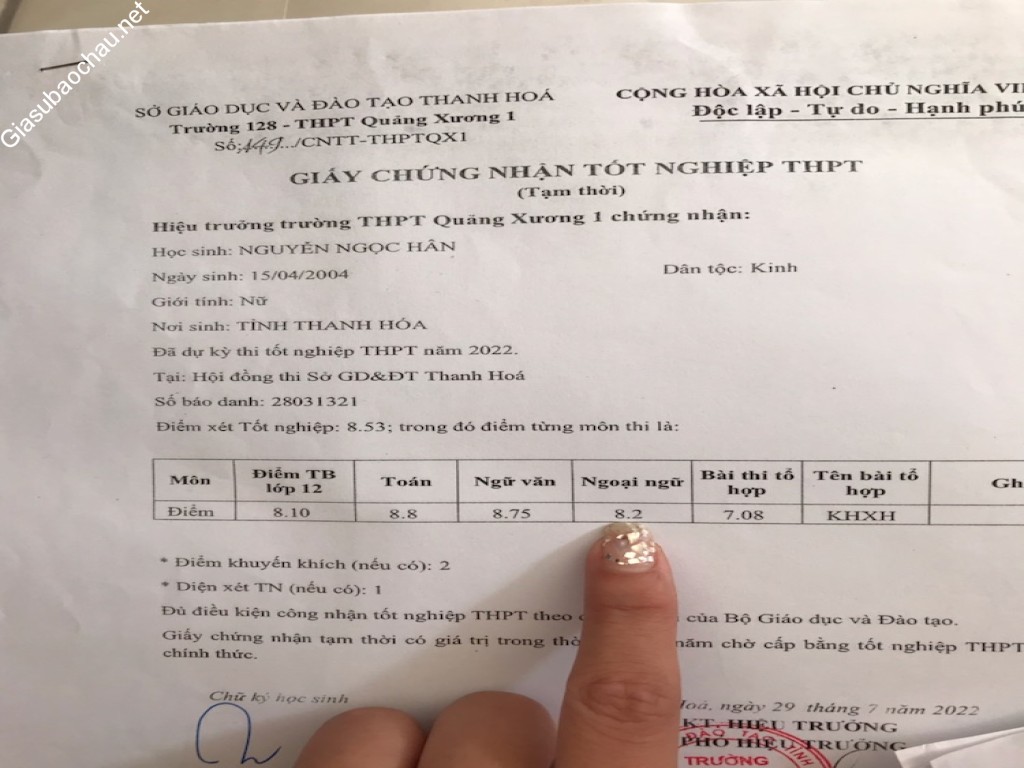 Giasubaochau.net
SỞ GIÁO DỤC VÀ ĐÀO TẠO THANH HOÁ
Trường 128 - THPT Quảng Xương 1
Số: 149.../CNTT-THPTQX1
CỘNG HÒA XÃ HỘI CHỦ NGHĨA VI
Độc lập - Tự do - Hạnh phú
GIẤY CHỨNG NHẬN TỐT NGHIỆP THPT
(Tạm thời)
Hiệu trưởng trường THPT Quảng Xương 1 chứng nhận:
Học sinh: NGUYỄN NGỌC HÂN
Ngày sinh: 15/04/2004 Dân tộc: Kinh
Giới tính: Nữ
Nơi sinh: TỈNH THANH HÓA
Đã dự kỳ thi tốt nghiệp THPT năm 2022.
Tại: Hội đồng thi Sở GD&ĐT Thanh Hoá
Số báo danh: 28031321
Điểm xét Tốt nghiệp: 8.53; trong đó điểm từng môn thi là:
Môn Điểm TB lớp 12 Toán Ngữ văn Ngoại ngữ Bài thi tổ hợp Tên bài tổ hợp Gh
Điểm 8.10 8.8 8.75 8.2 7.08 KHXH
* Điểm khuyến khích (nếu có): 2
* Diện xét TN (nếu có): 1
Đủ điều kiện công nhận tốt nghiệp THPT theo của Bộ Giáo dục và Đào tạo.
Giấy chứng nhận tạm thời có giá trị trong thờ năm chờ cấp bằng tốt nghiệp THPT
chính thức.
Chữ ký học sinh
Hoá, ngày 29 tháng 7 năm 2022
KT. HIỆU TRƯỞNG
PHÓ HIỆU TRƯỞNG
ĐÀO TẠO TỈNH
TRƯỜNG